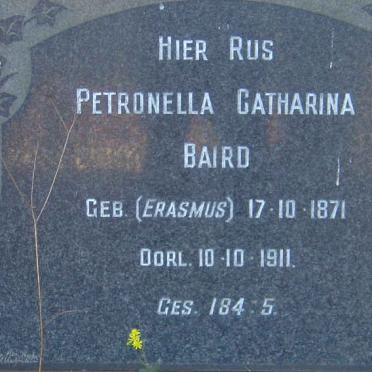 HIER RUS
PETRONELLA CATHARINA
BAIRD
GEB. (ERASMUS) 17·10·1871
OORL. 10·10·1911.
GES. 184:5.